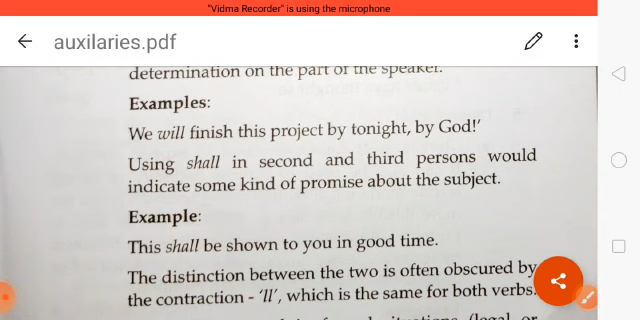 "Vidma Recorder" is using the microphone
auxilaries.pdf
determination on the part of the speaker.
Examples:
We will finish this project by tonight, by God!'
Using shall in second and third persons would
indicate some kind of promise about the subject.
Example:
This shall be shown to you in good time.
The distinction between the two is often obscured by
the contraction - 'll', which is the same for both verbs.
(legal or